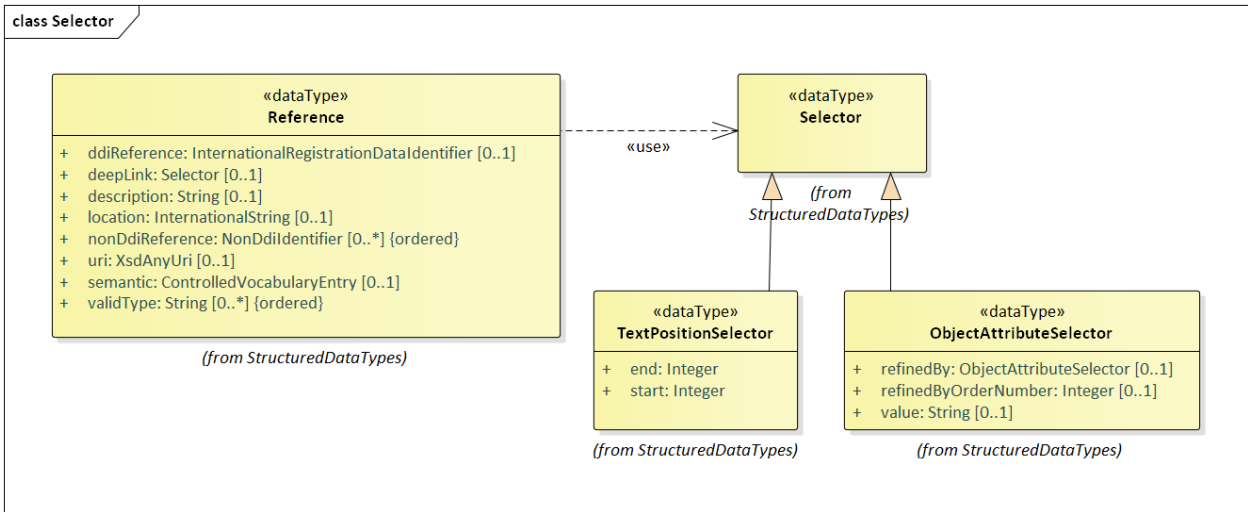 class Selector
«dataType»
Reference
+ ddiReference: InternationalRegistrationDataIdentifier [0..1]
+ deepLink: Selector [0..1]
+ description: String [0..1]
+ location: InternationalString [0..1]
+ nonDdiReference: NonDdiIdentifier [0..*] {ordered}
+ uri: XsdAnyUri [0..1]
+ semantic: ControlledVocabularyEntry [0..1]
+ validType: String [0..*] {ordered}
(from StructuredDataTypes)
«use»
«dataType»
Selector
(from
StructuredDataTypes)
«dataType»
TextPositionSelector
+ end: Integer
+ start: Integer
(from StructuredDataTypes)
«dataType»
ObjectAttributeSelector
+ refinedBy: ObjectAttributeSelector [0..1]
+ refinedByOrderNumber: Integer [0..1]
+ value: String [0..1]
(from StructuredDataTypes)